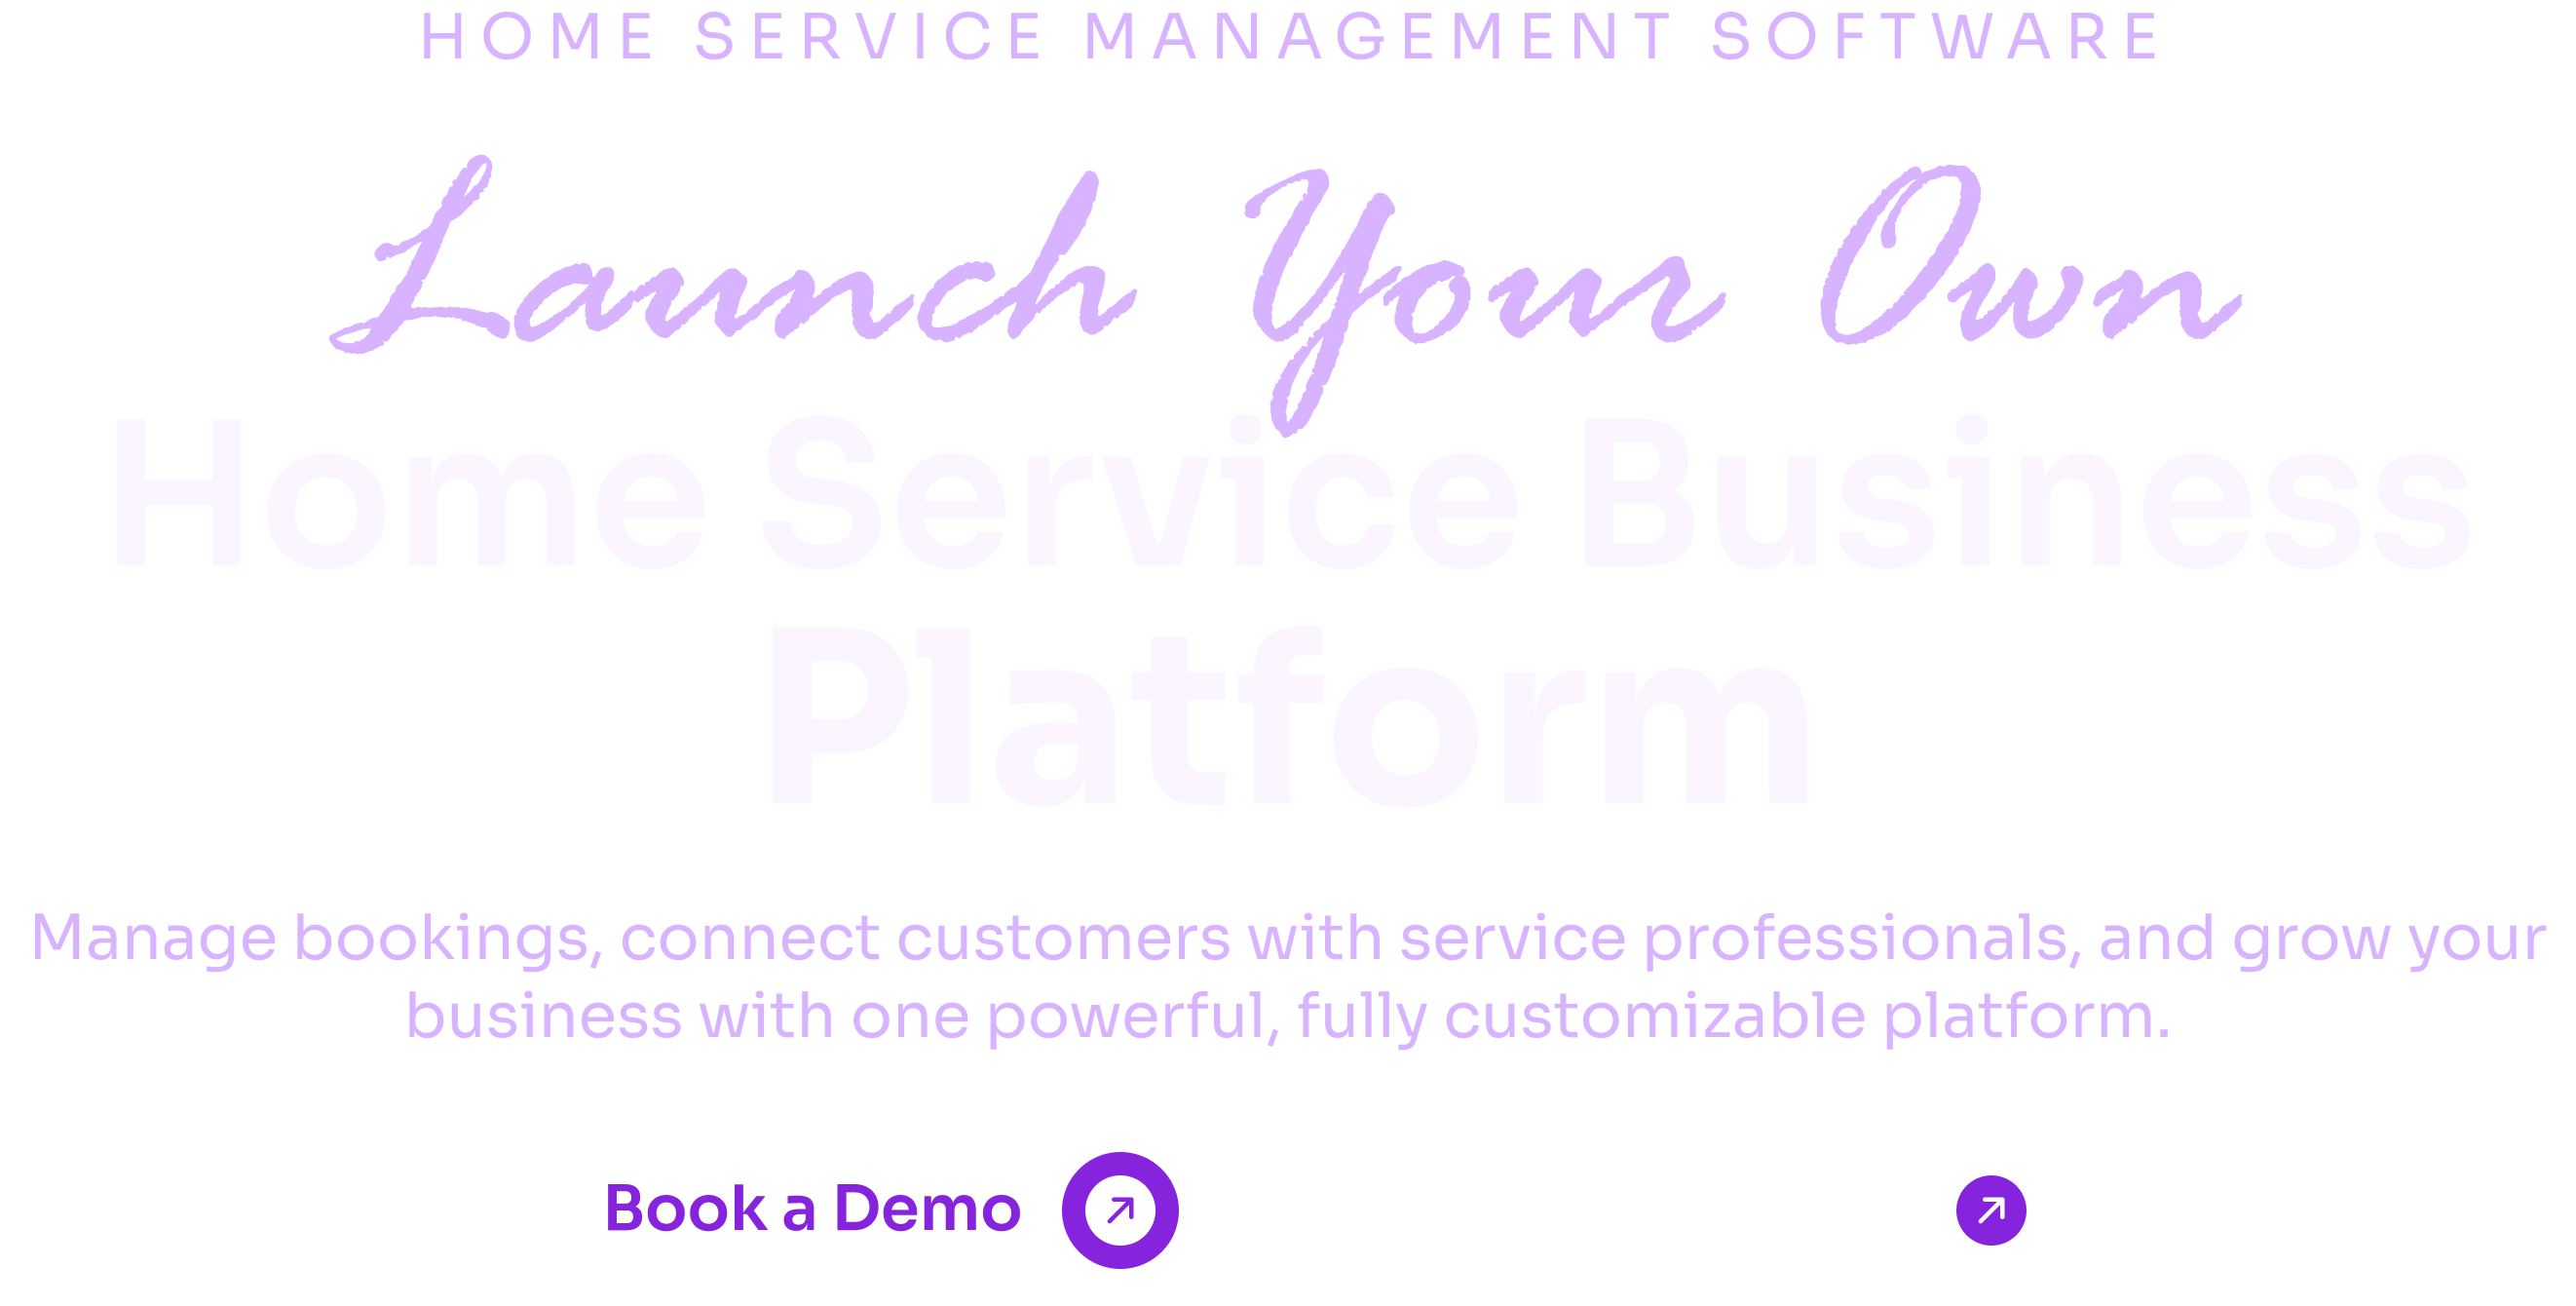 HOME SERVICE MANAGEMENT SOFTWARE
Launch Your Own
Home Service Business
Platform
Manage bookings, connect customers with service professionals, and grow your
business with one powerful, fully customizable platform.
Book a Demo